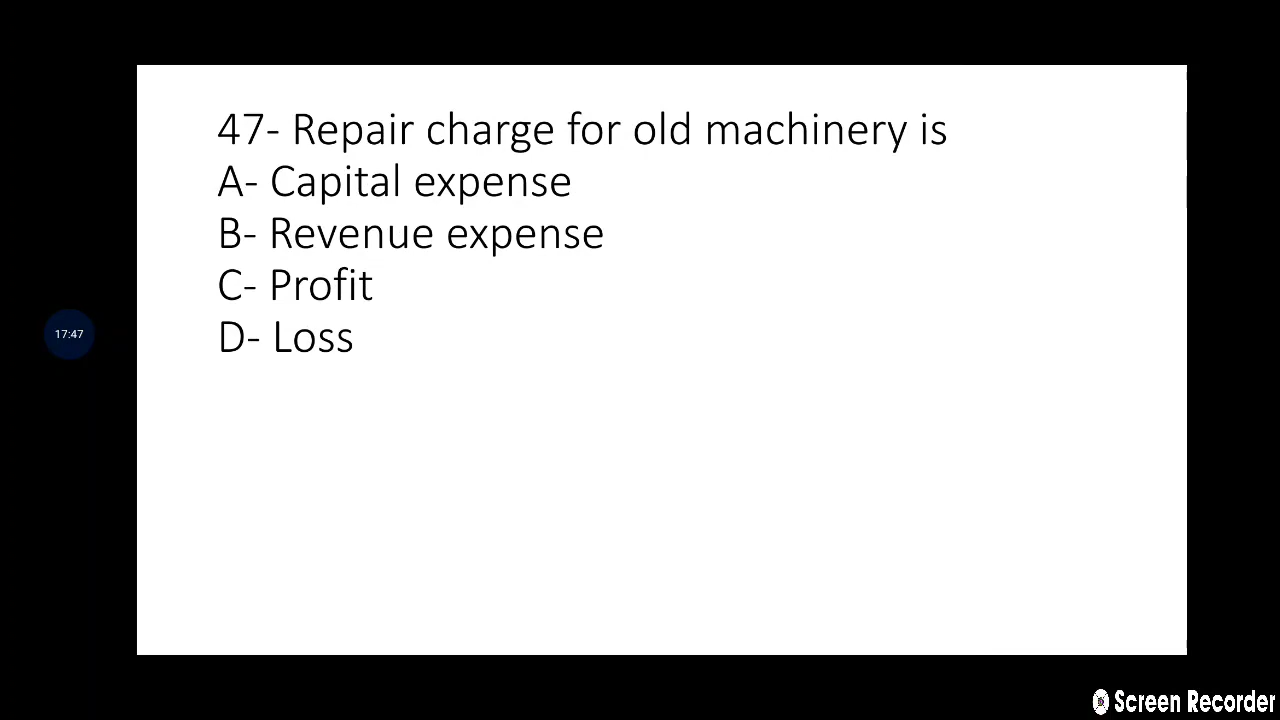 47- Repair charge for old machinery is
A- Capital expense
B- Revenue expense
C- Profit
D- Loss
17:47
Screen Recorder